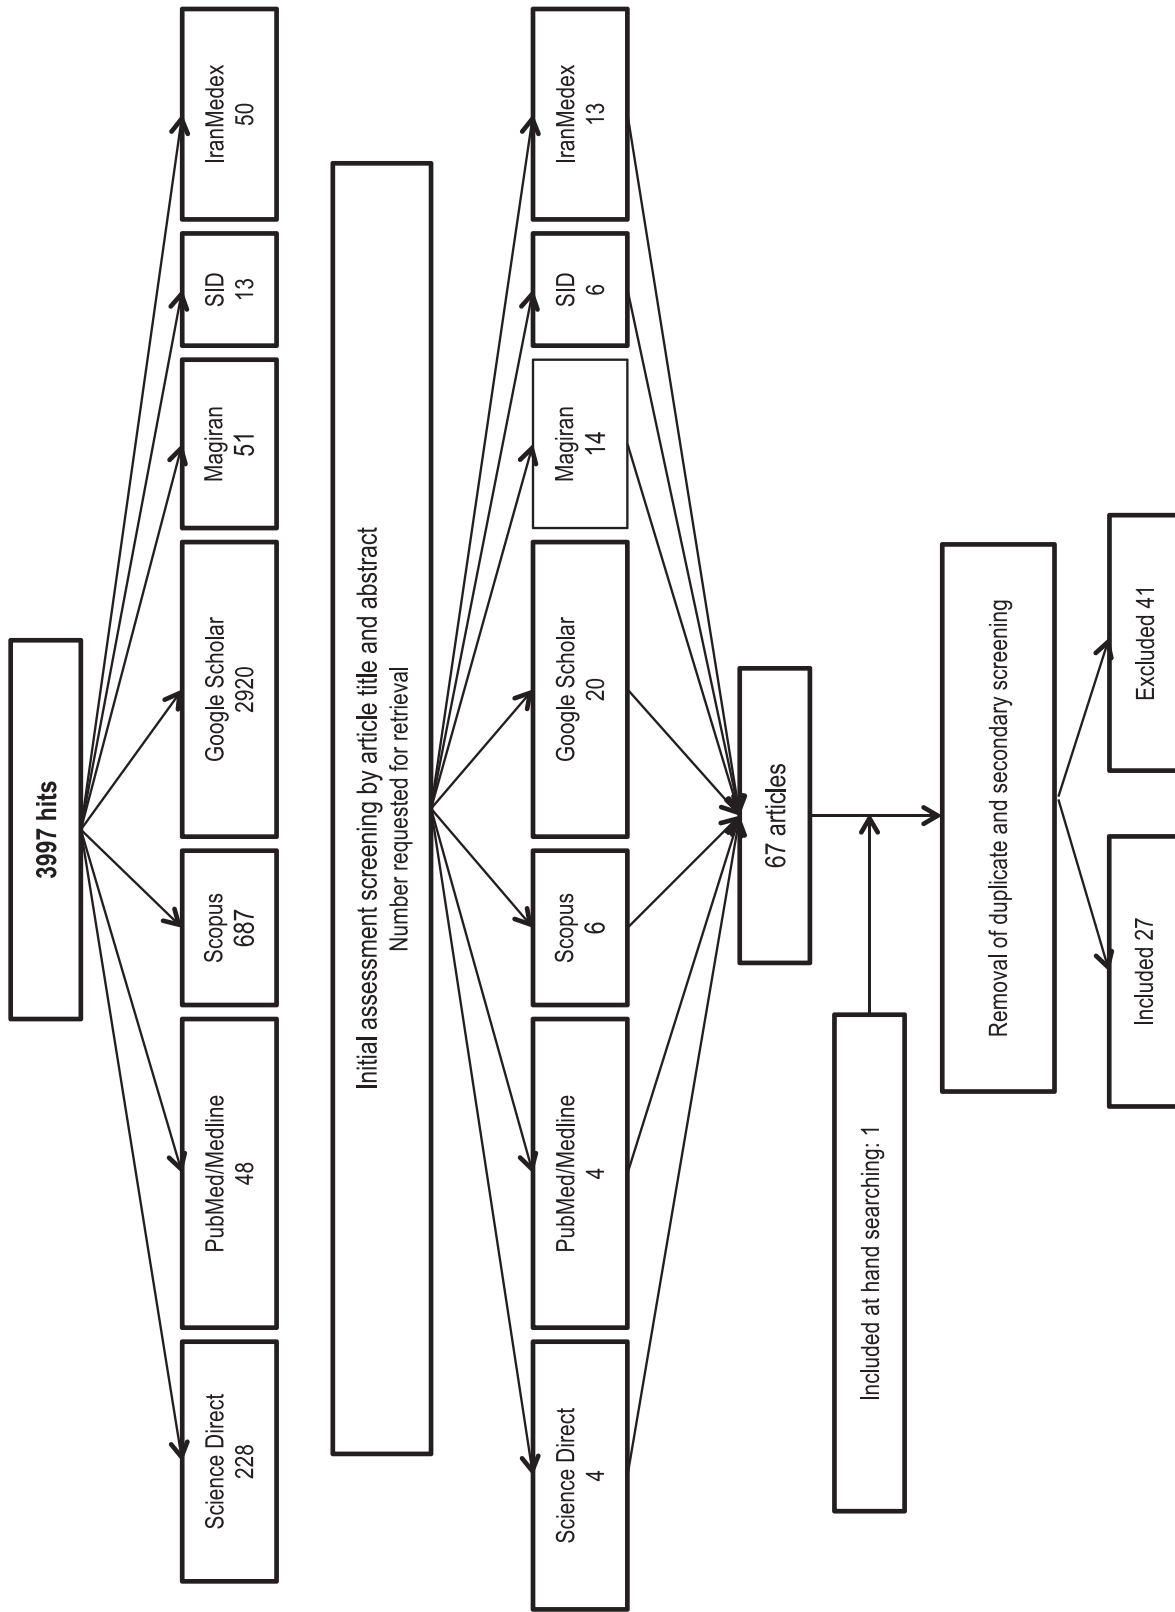 3997 hits
Science Direct
228
PubMed/Medline
48
Scopus
687
Google Scholar
2920
Magiran
51
SID
13
IranMedex
50
Initial assessment screening by article title and abstract
Number requested for retrieval
Science Direct
4
PubMed/Medline
4
Scopus
6
Google Scholar
20
Magiran
14
SID
6
IranMedex
13
67 articles
Included at hand searching: 1
Removal of duplicate and secondary screening
Included 27
Excluded 41